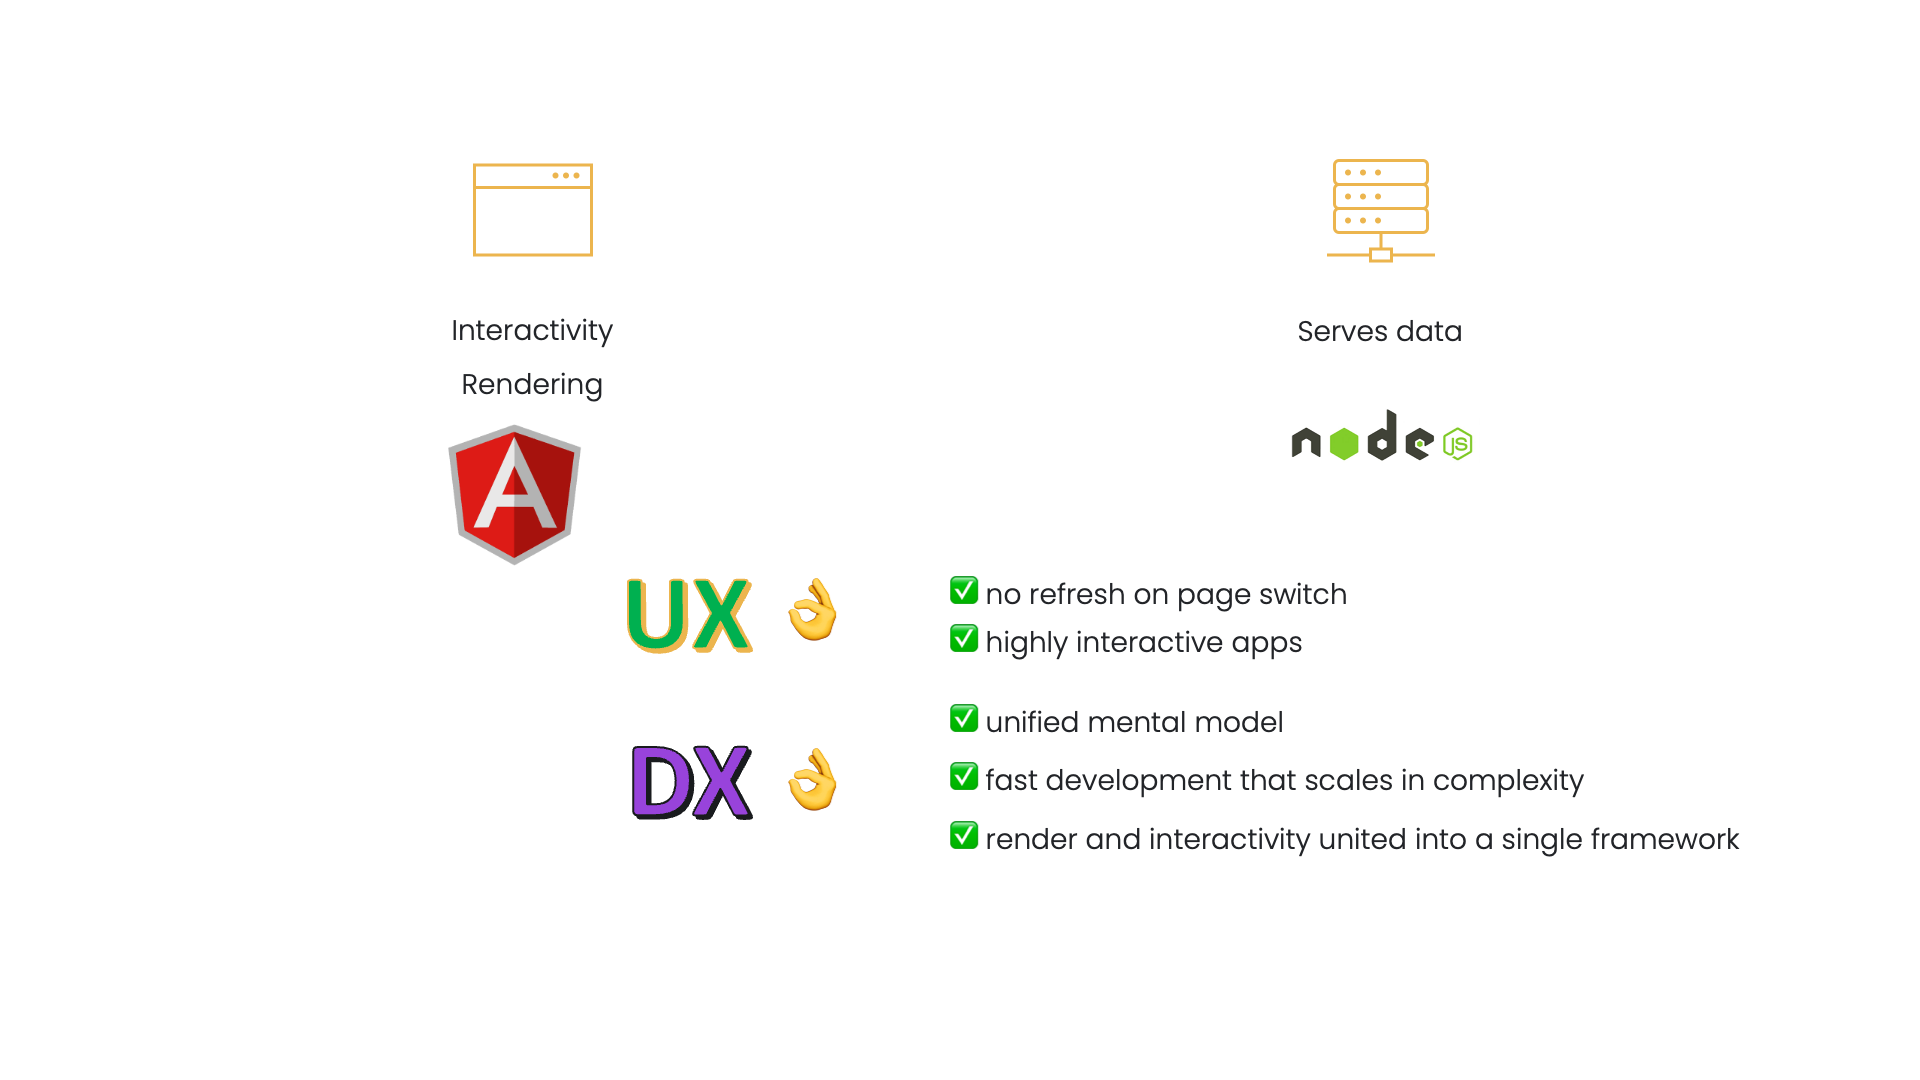 Interactivity
Rendering
Serves data
A
node JS
UX 👌
✅ no refresh on page switch
✅ highly interactive apps
DX 👌
✅ unified mental model
✅ fast development that scales in complexity
✅ render and interactivity united into a single framework